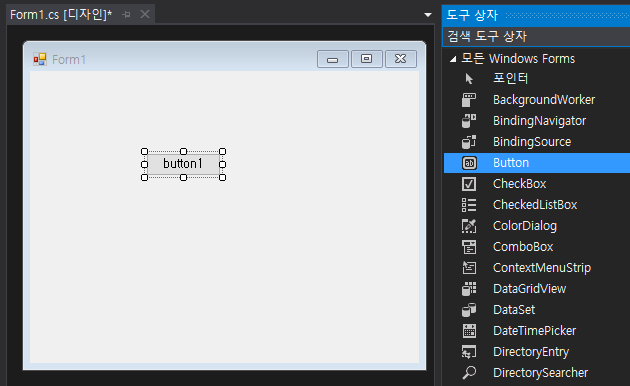 Form1.cs [디자인]*
Form1
button1
도구 상자
검색 도구 상자
모든 Windows Forms
포인터
BackgroundWorker
BindingNavigator
BindingSource
Button
CheckBox
CheckedListBox
ColorDialog
ComboBox
ContextMenuStrip
DataGridView
DataSet
DateTimePicker
DirectoryEntry
DirectorySearcher